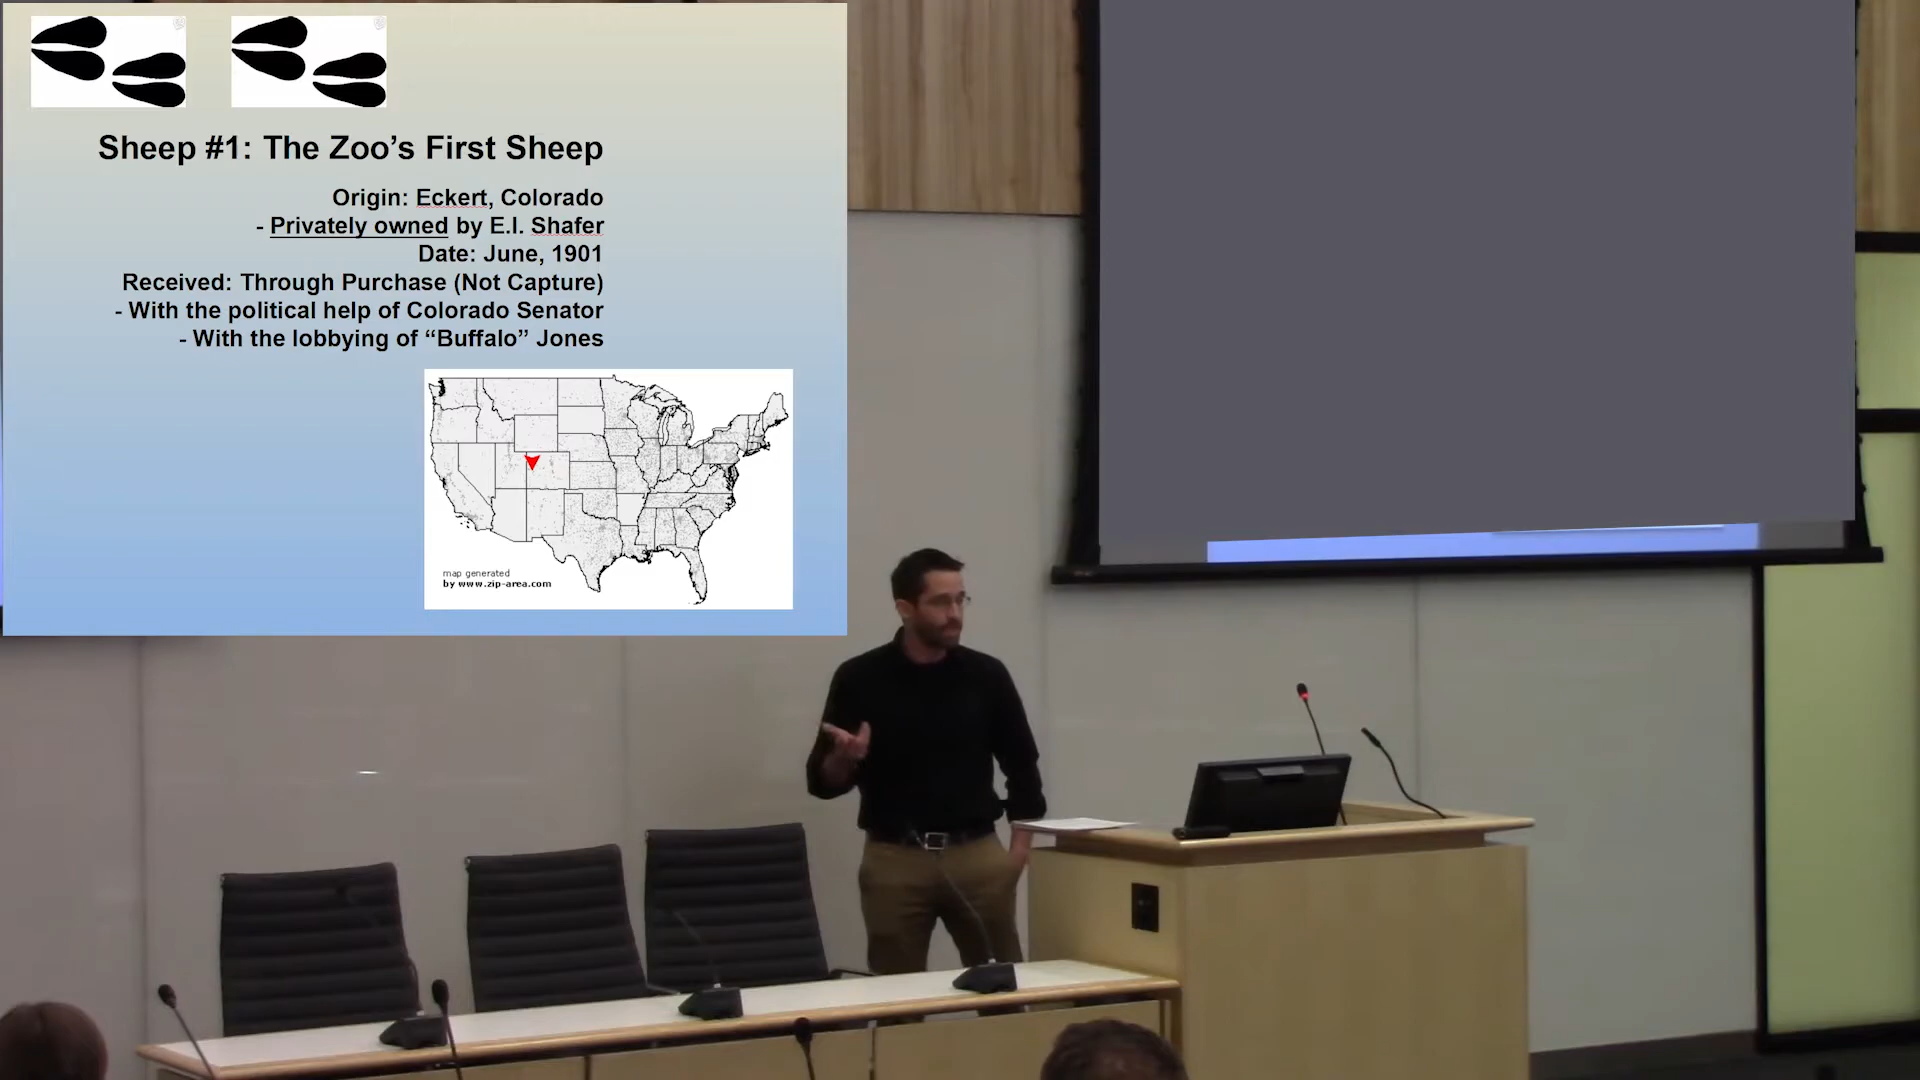 Sheep #1: The Zoo’s First Sheep
Origin: Eckert, Colorado
- Privately owned by E.I. Shafer
Date: June, 1901
Received: Through Purchase (Not Capture)
- With the political help of Colorado Senator
- With the lobbying of “Buffalo” Jones
map generated
by www.zip-area.com